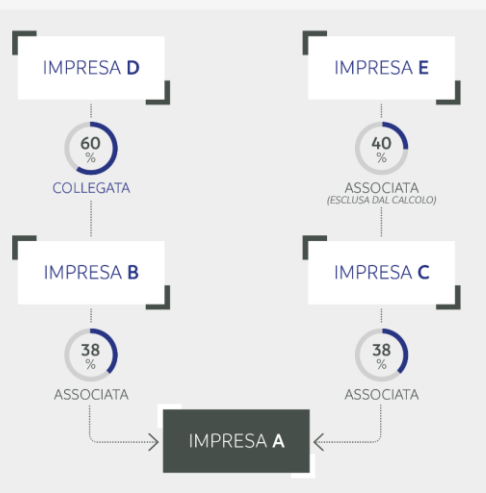 IMPRESA D
IMPRESA E
60
%
COLLEGATA
40
%
ASSOCIATA
(ESCLUSA DAL CALCOLO)
IMPRESA B
IMPRESA C
38
%
ASSOCIATA
38
%
ASSOCIATA
IMPRESA A